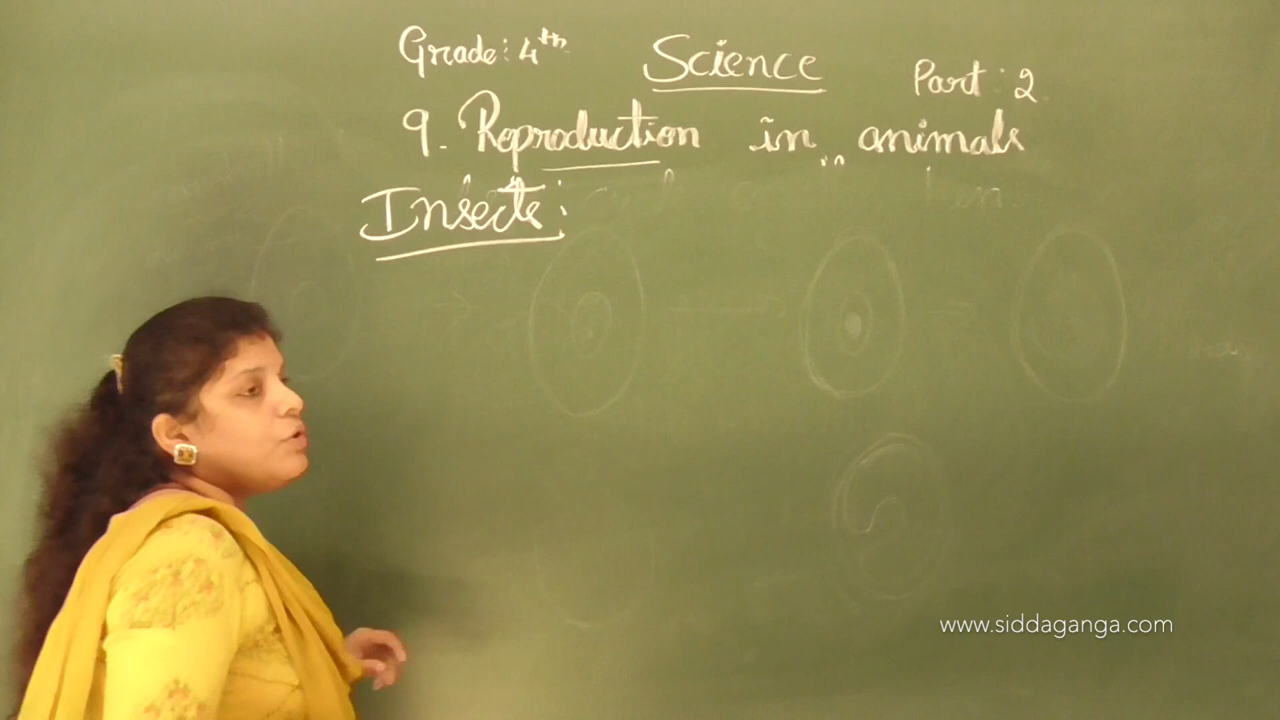 Grade: 4th Science Part: 2
9. Reproduction in animals
Insects:
www.siddaganga.com